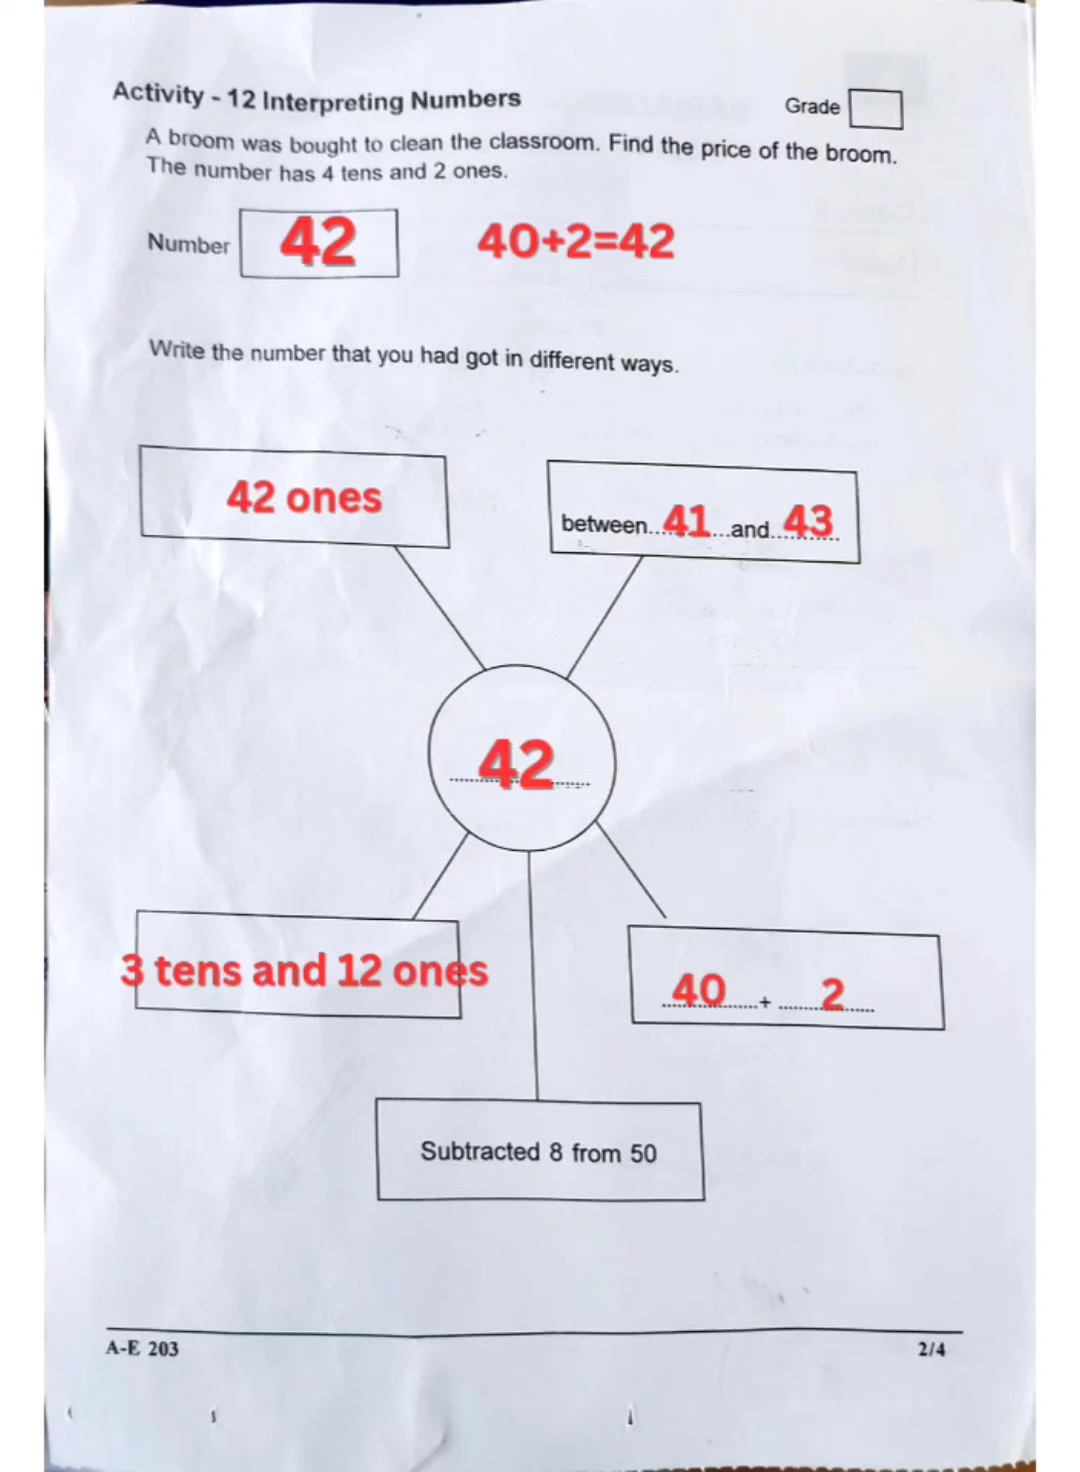 Activity - 12 Interpreting Numbers
Grade
A broom was bought to clean the classroom. Find the price of the broom.
The number has 4 tens and 2 ones.
Number 42 40+2=42
Write the number that you had got in different ways.
42 ones
between..41...and..43
42
3 tens and 12 ones
40 + 2
Subtracted 8 from 50
A-E 203
2/4